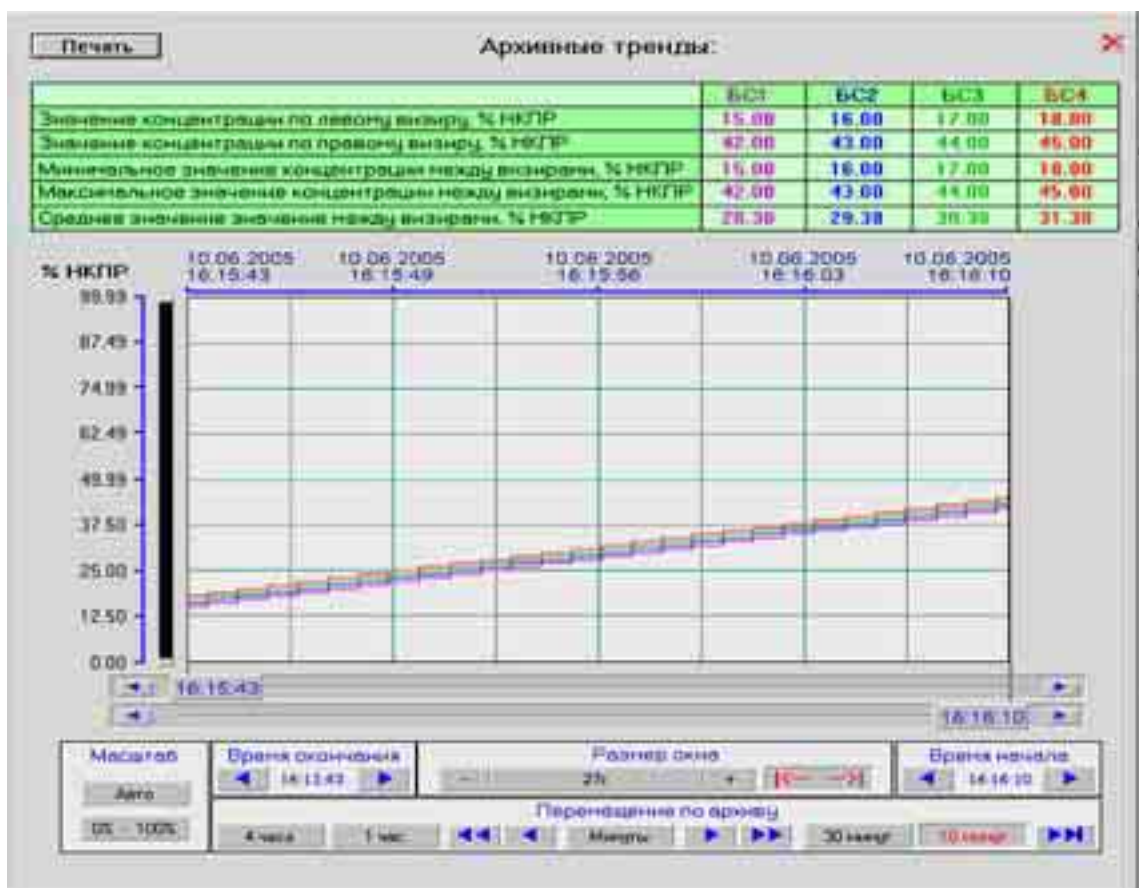 Печать
Архивные тренды:
БС1 БС2 БС3 БС4
Значение концентрации по левому визиру, % НКПР 15.00 16.00 17.00 18.00
Значение концентрации по правому визиру, % НКПР 42.00 43.00 44.00 45.00
Минимальное значение концентрации между визирами, % НКПР 15.00 16.00 17.00 18.00
Максимальное значение концентрации между визирами, % НКПР 42.00 43.00 44.00 45.00
Среднее значение значение между визирами, % НКПР 28.38 29.38 30.38 31.38
% НКПР
10.06.2005 10.06.2005 10.06.2005 10.06.2005 10.06.2005
16:15:43 16:15:49 16:15:56 16:16:03 16:16:10
99.99
87.49
74.99
62.49
49.99
37.50
25.00
12.50
0.00
16:15:43
16:16:10
Масштаб
Авто
0% - 100%
Время окончания
Размер окна
- +
Время начала
16:16:10
Перемещение по архиву
4 часа 1 час Минуты 30 минут 10 минут